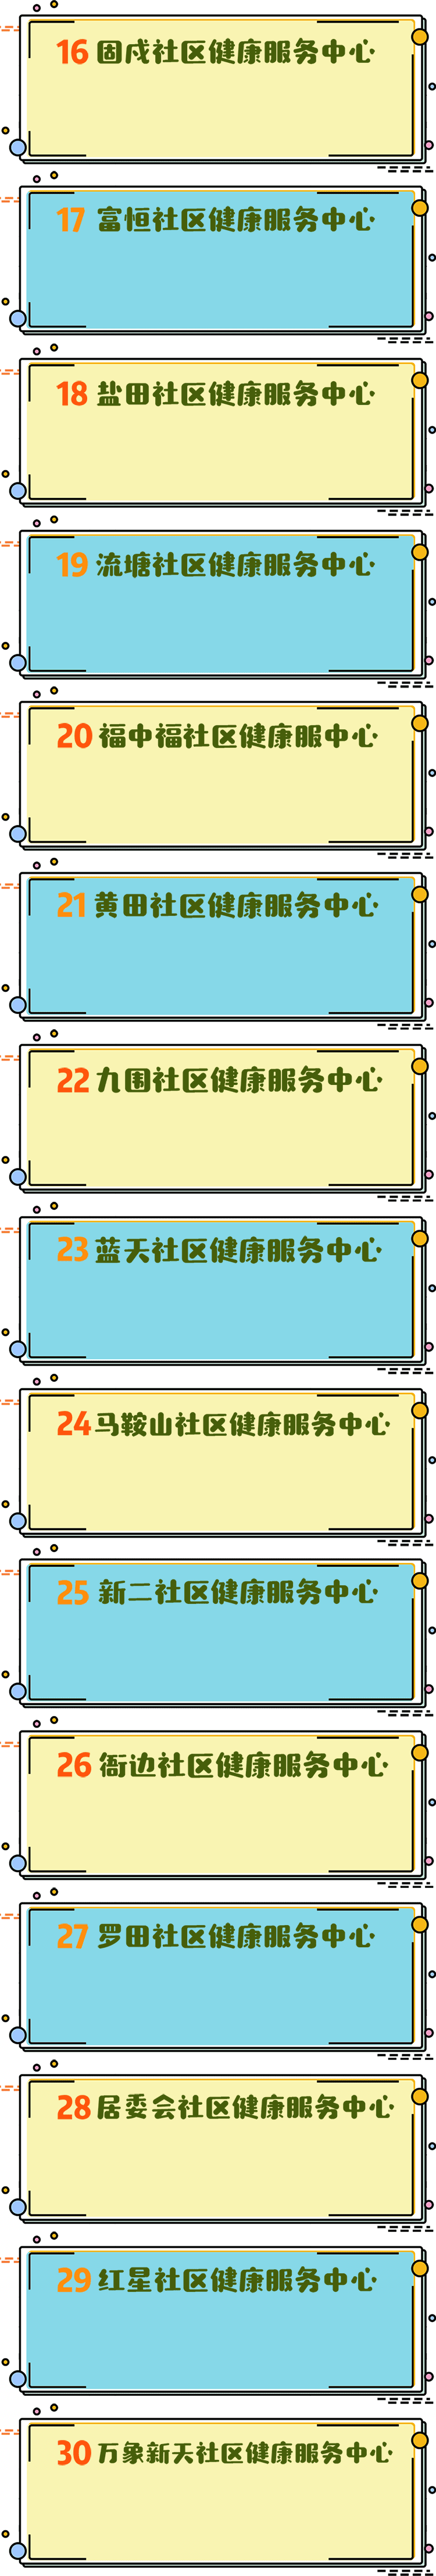 16 固戍社区健康服务中心
17 富恒社区健康服务中心
18 盐田社区健康服务中心
19 流塘社区健康服务中心
20 福中福社区健康服中心
21 黄田社区健康服务中心
22 九围社区健康服务中心
23 蓝天社区健康服务中心
24 马鞍山社区健康服务中心
25 新二社区健康服务中心
26 衙边社区健康服务中心
27 罗田社区健康服务中心
28 居委会社区健康服务中心
29 红星社区健康服务中心
30 万象新天社区健康服务中心